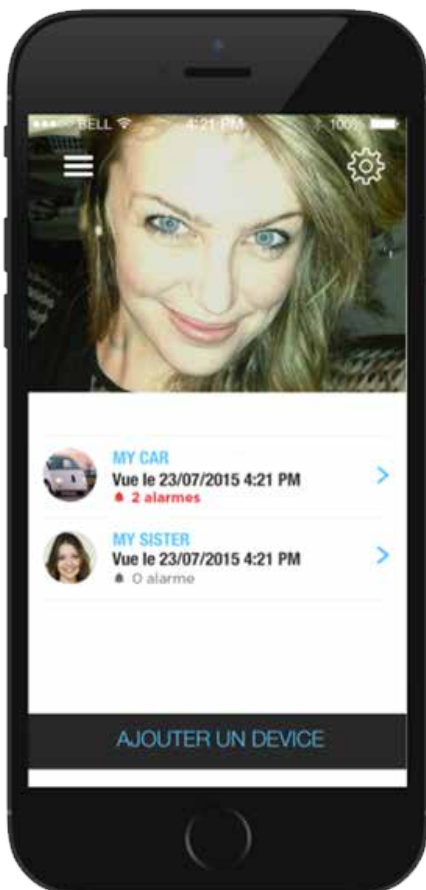 BELL 4:21 PM 100%
MY CAR
Vue le 23/07/2015 4:21 PM
2 alarmes
MY SISTER
Vue le 23/07/2015 4:21 PM
0 alarme
AJOUTER UN DEVICE